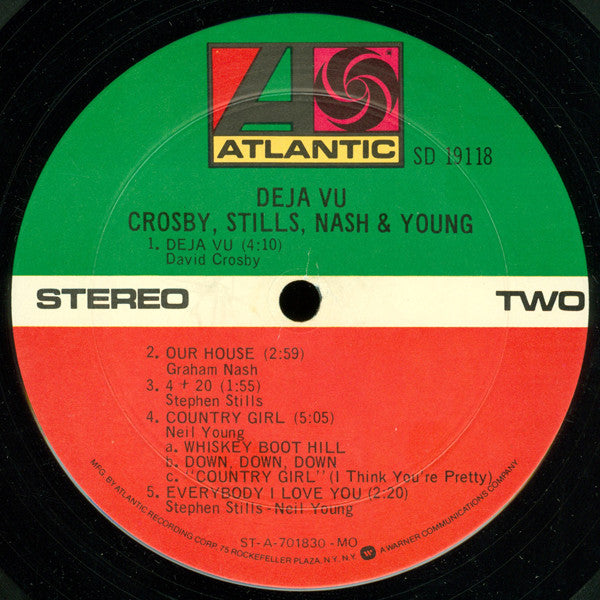 ATLANTIC
SD 19118
DEJA VU
CROSBY, STILLS, NASH & YOUNG
1. DEJA VU (4:10)
David Crosby
STEREO
TWO
2. OUR HOUSE (2:59)
Graham Nash
3. 4 + 20 (1:55)
Stephen Stills
4. COUNTRY GIRL (5:05)
Neil Young
a. WHISKEY BOOT HILL
b. DOWN, DOWN, DOWN
c. "COUNTRY GIRL" (I Think You're Pretty)
5. EVERYBODY I LOVE YOU (2:20)
Stephen Stills - Neil Young
ST-A-701830-MO
MFG. BY ATLANTIC RECORDING CORP. 75 ROCKEFELLER PLAZA, N.Y. N.Y. W A WARNER COMMUNICATIONS COMPANY